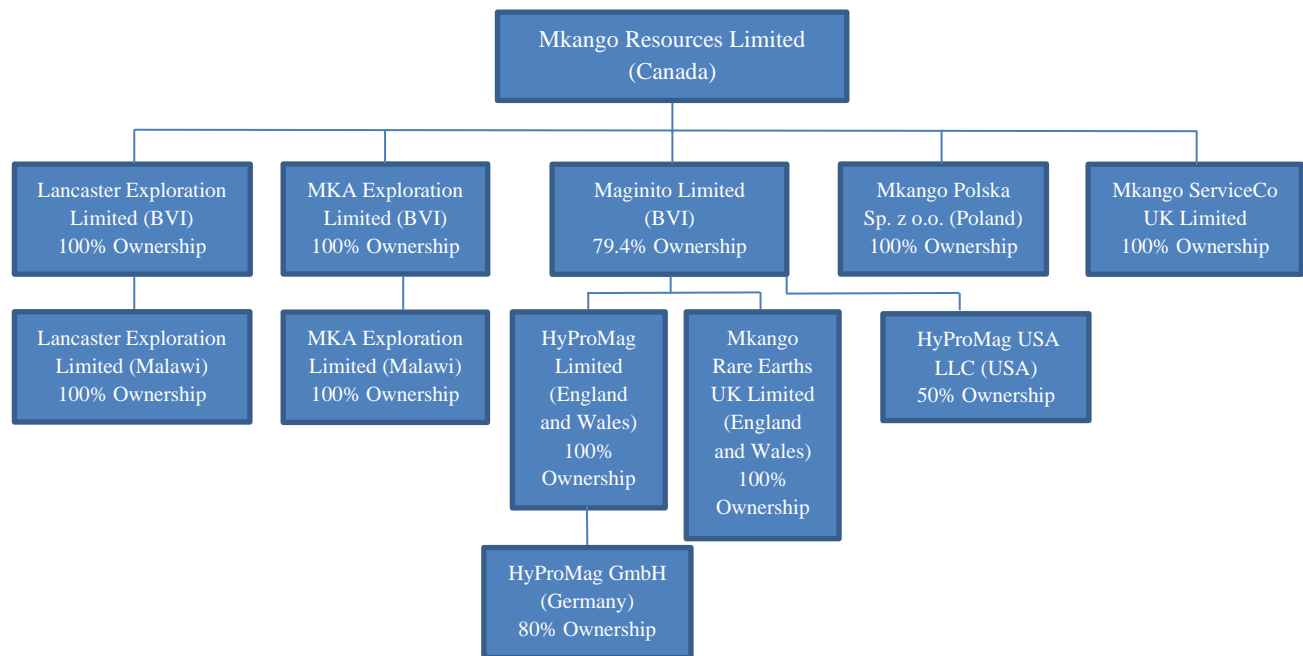 Mkango Resources Limited
(Canada)
Lancaster Exploration
Limited (BVI)
100% Ownership
MKA Exploration
Limited (BVI)
100% Ownership
Maginito Limited
(BVI)
79.4% Ownership
Mkango Polska
Sp. z o.o. (Poland)
100% Ownership
Mkango ServiceCo
UK Limited
100% Ownership
Lancaster Exploration
Limited (Malawi)
100% Ownership
MKA Exploration
Limited (Malawi)
100% Ownership
HyProMag
Limited
(England
and Wales)
100%
Ownership
Mkango
Rare Earths
UK Limited
(England
and Wales)
100%
Ownership
HyProMag USA
LLC (USA)
50% Ownership
HyProMag GmbH
(Germany)
80% Ownership